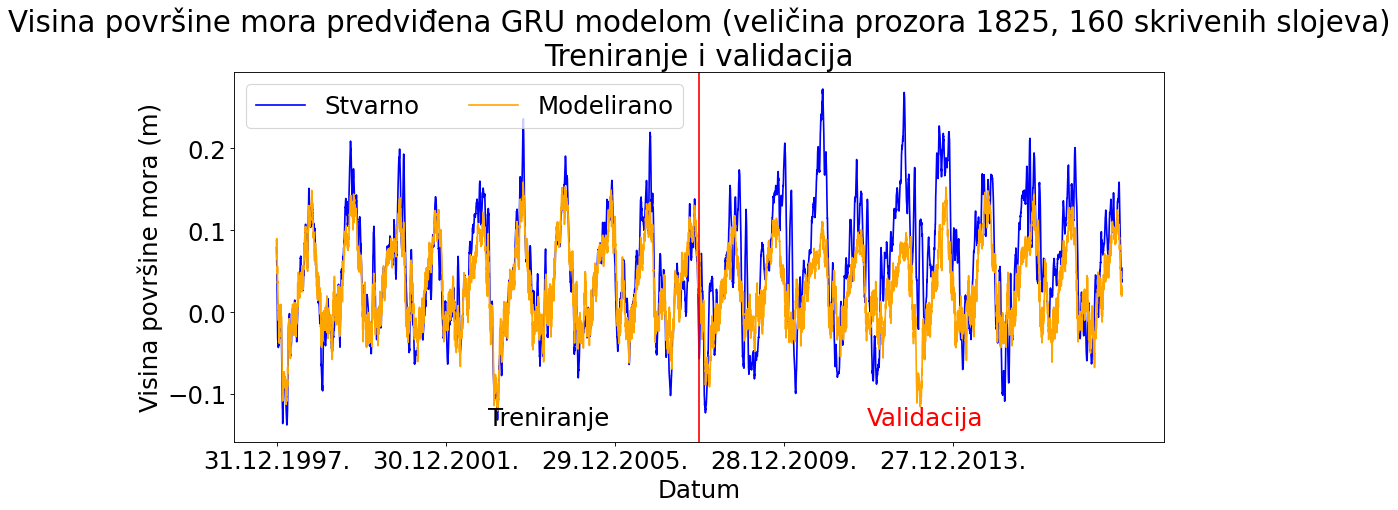 Visina površine mora predviđena GRU modelom (veličina prozora 1825, 160 skrivenih slojeva)
Treniranje i validacija
Stvarno
Modelirano
Visina površine mora (m)
0.2
0.1
0.0
−0.1
Treniranje
Validacija
31.12.1997.
30.12.2001.
29.12.2005.
28.12.2009.
27.12.2013.
Datum